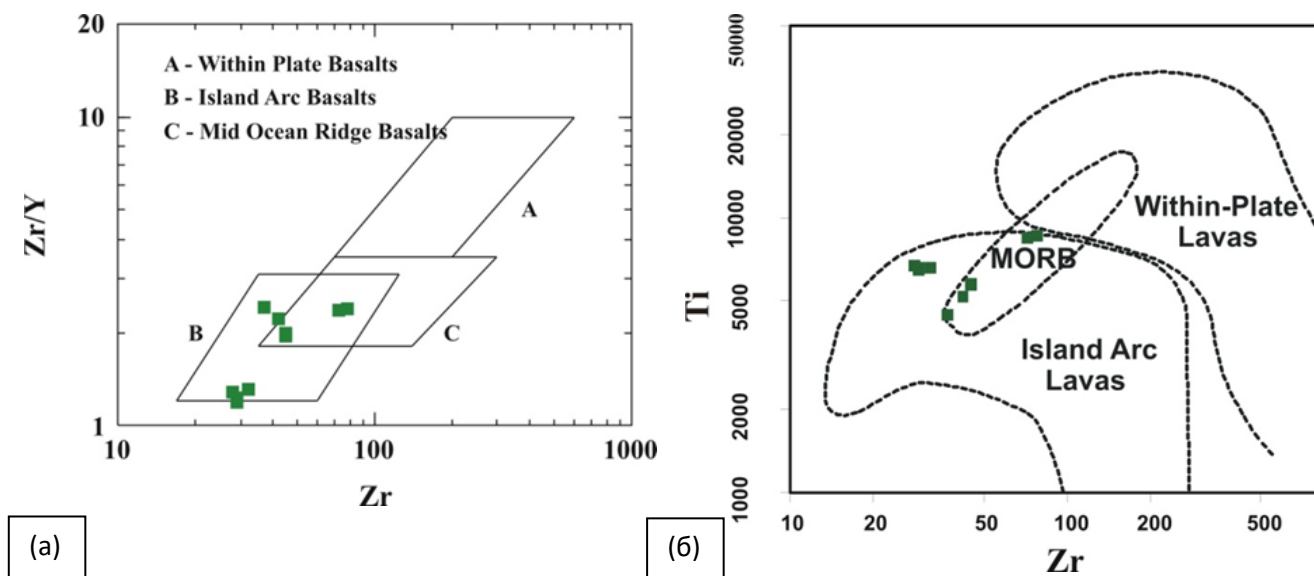 20
10
1
Zr/Y
A - Within Plate Basalts
B - Island Arc Basalts
C - Mid Ocean Ridge Basalts
A
B
C
10
100
1000
Zr
(а)
50000
20000
10000
5000
2000
1000
Ti
Within-Plate
Lavas
MORB
Island Arc
Lavas
10
20
50
100
200
500
Zr
(б)